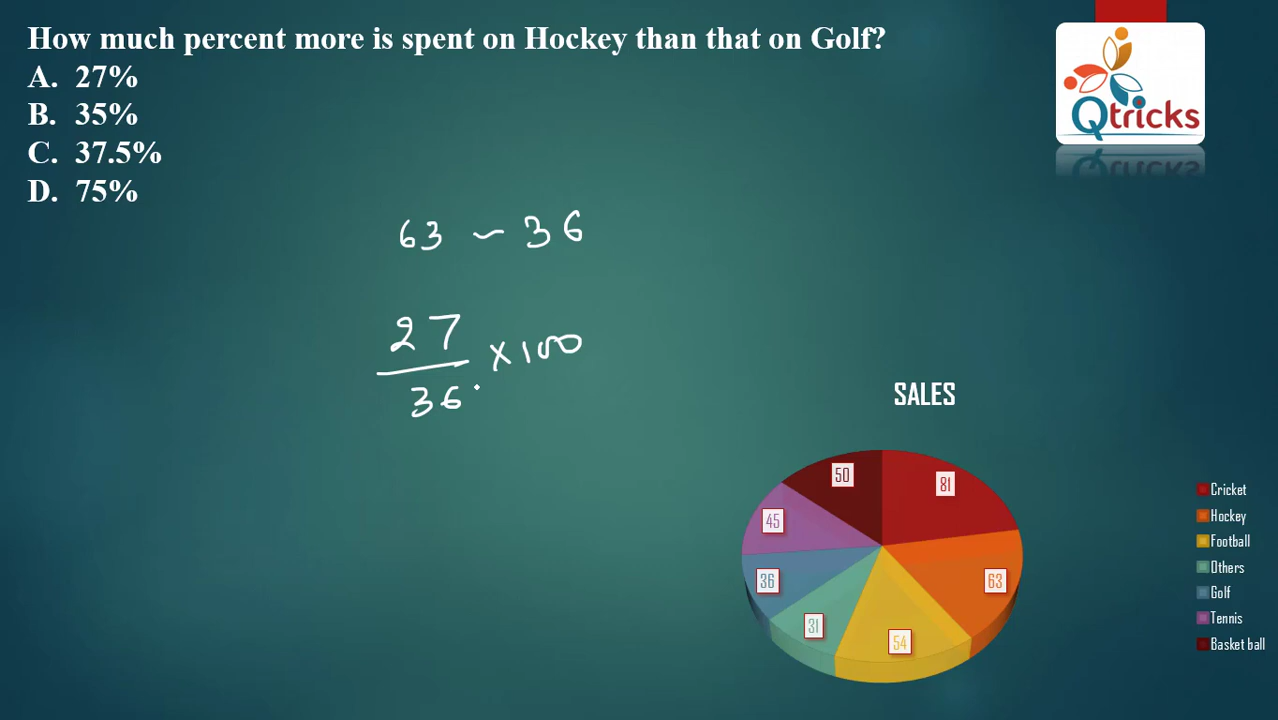 How much percent more is spent on Hockey than that on Golf?
A. 27%
B. 35%
C. 37.5%
D. 75%
Qtricks
63 ~ 36
27
x100
36
SALES
50
81
45
36
63
31
54
Cricket
Hockey
Football
Others
Golf
Tennis
Basket ball